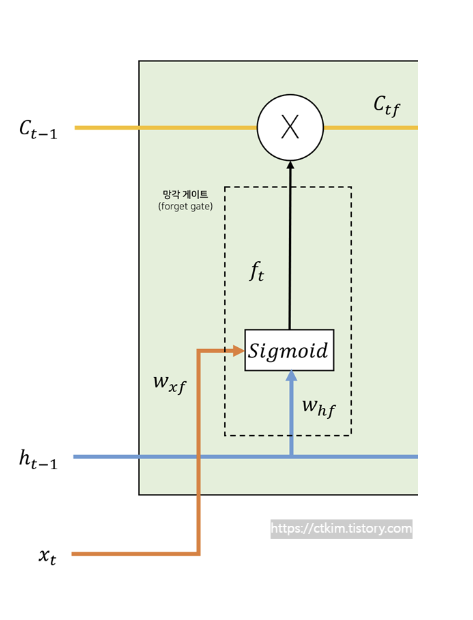 C_{tf}
C_{t-1}
X
망각 게이트
(forget gate)
f_t
Sigmoid
w_{xf}
w_{hf}
h_{t-1}
https://ctkim.tistory.com
x_t